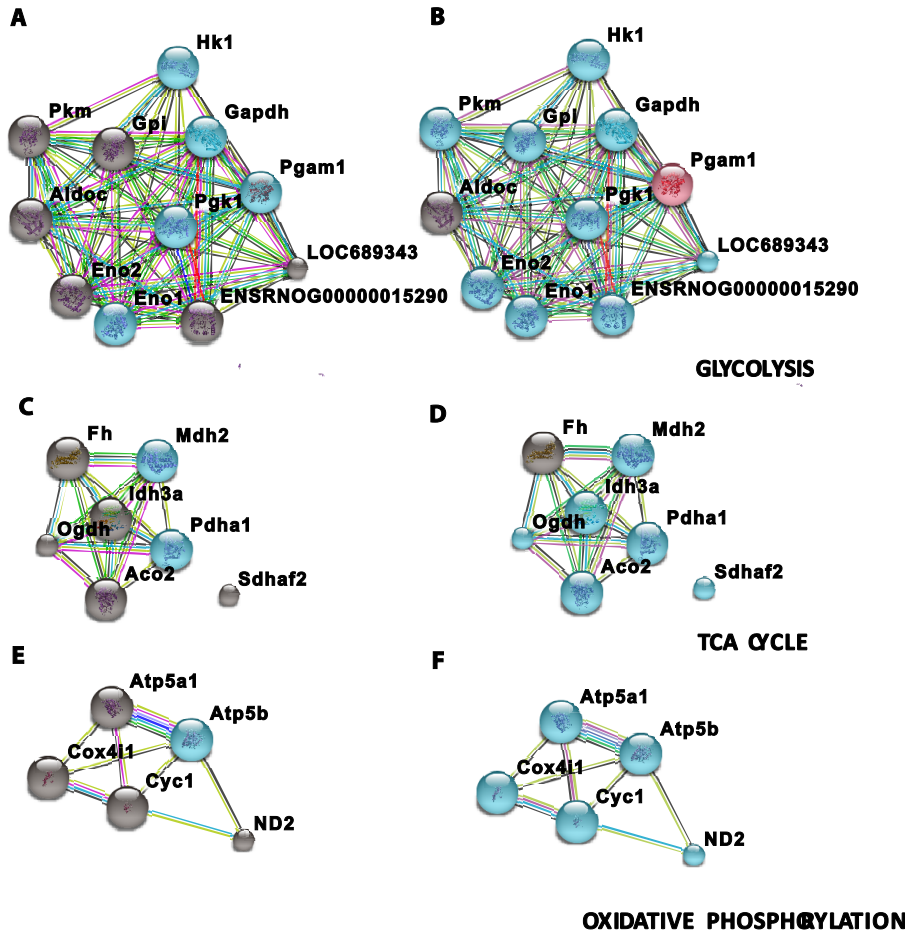 A
B
Hk1
Hk1
Pkm
Gpi
Gapdh
Pkm
Gpi
Gapdh
Pgam1
Pgam1
Aldoc
Pgk1
Aldoc
Pgk1
LOC689343
LOC689343
Eno2
Eno2
Eno1
ENSRNOG00000015290
Eno1
ENSRNOG00000015290
GLYCOLYSIS
C
D
Fh
Mdh2
Fh
Mdh2
Idh3a
Idh3a
Ogdh
Pdha1
Ogdh
Pdha1
Aco2
Sdhaf2
Aco2
Sdhaf2
TCA CYCLE
E
F
Atp5a1
Atp5a1
Atp5b
Atp5b
Cox4i1
Cox4i1
Cyc1
Cyc1
ND2
ND2
OXIDATIVE PHOSPHORYLATION